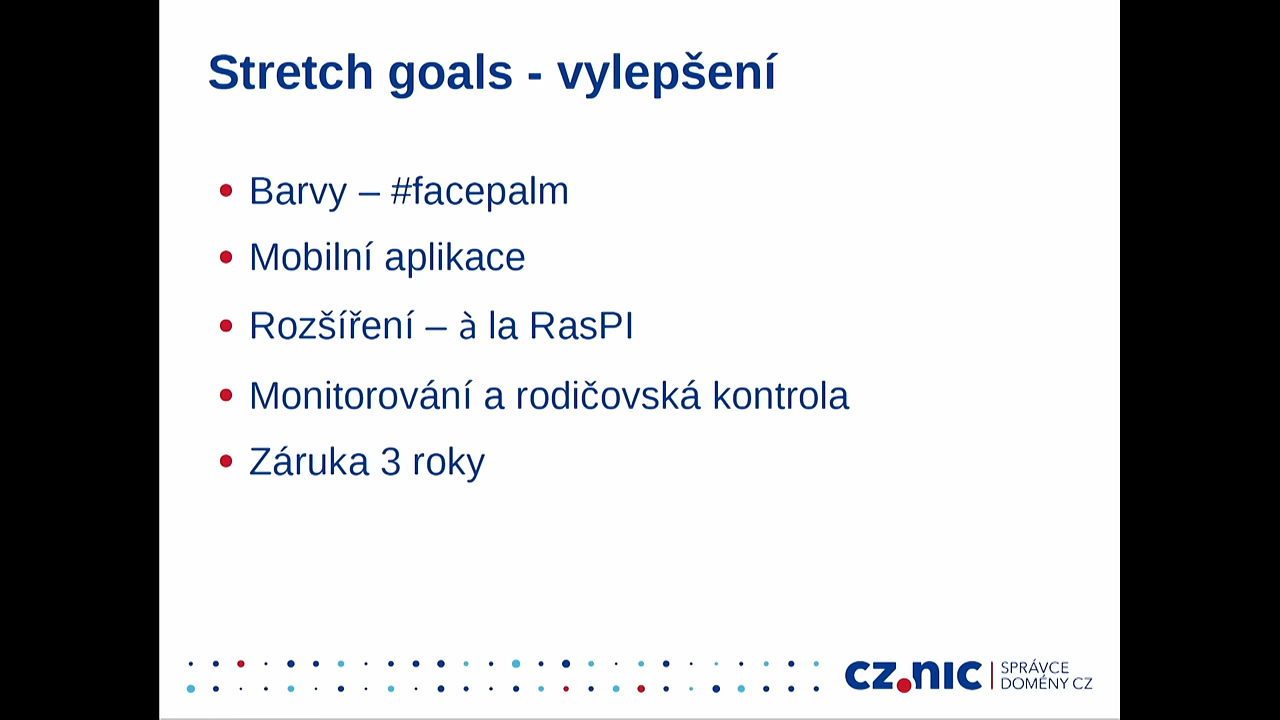 Stretch goals - vylepšení
• Barvy – #facepalm
• Mobilní aplikace
• Rozšíření – à la RasPI
• Monitorování a rodičovská kontrola
• Záruka 3 roky
CZ.NIC | SPRÁVCE
DOMÉNY CZ